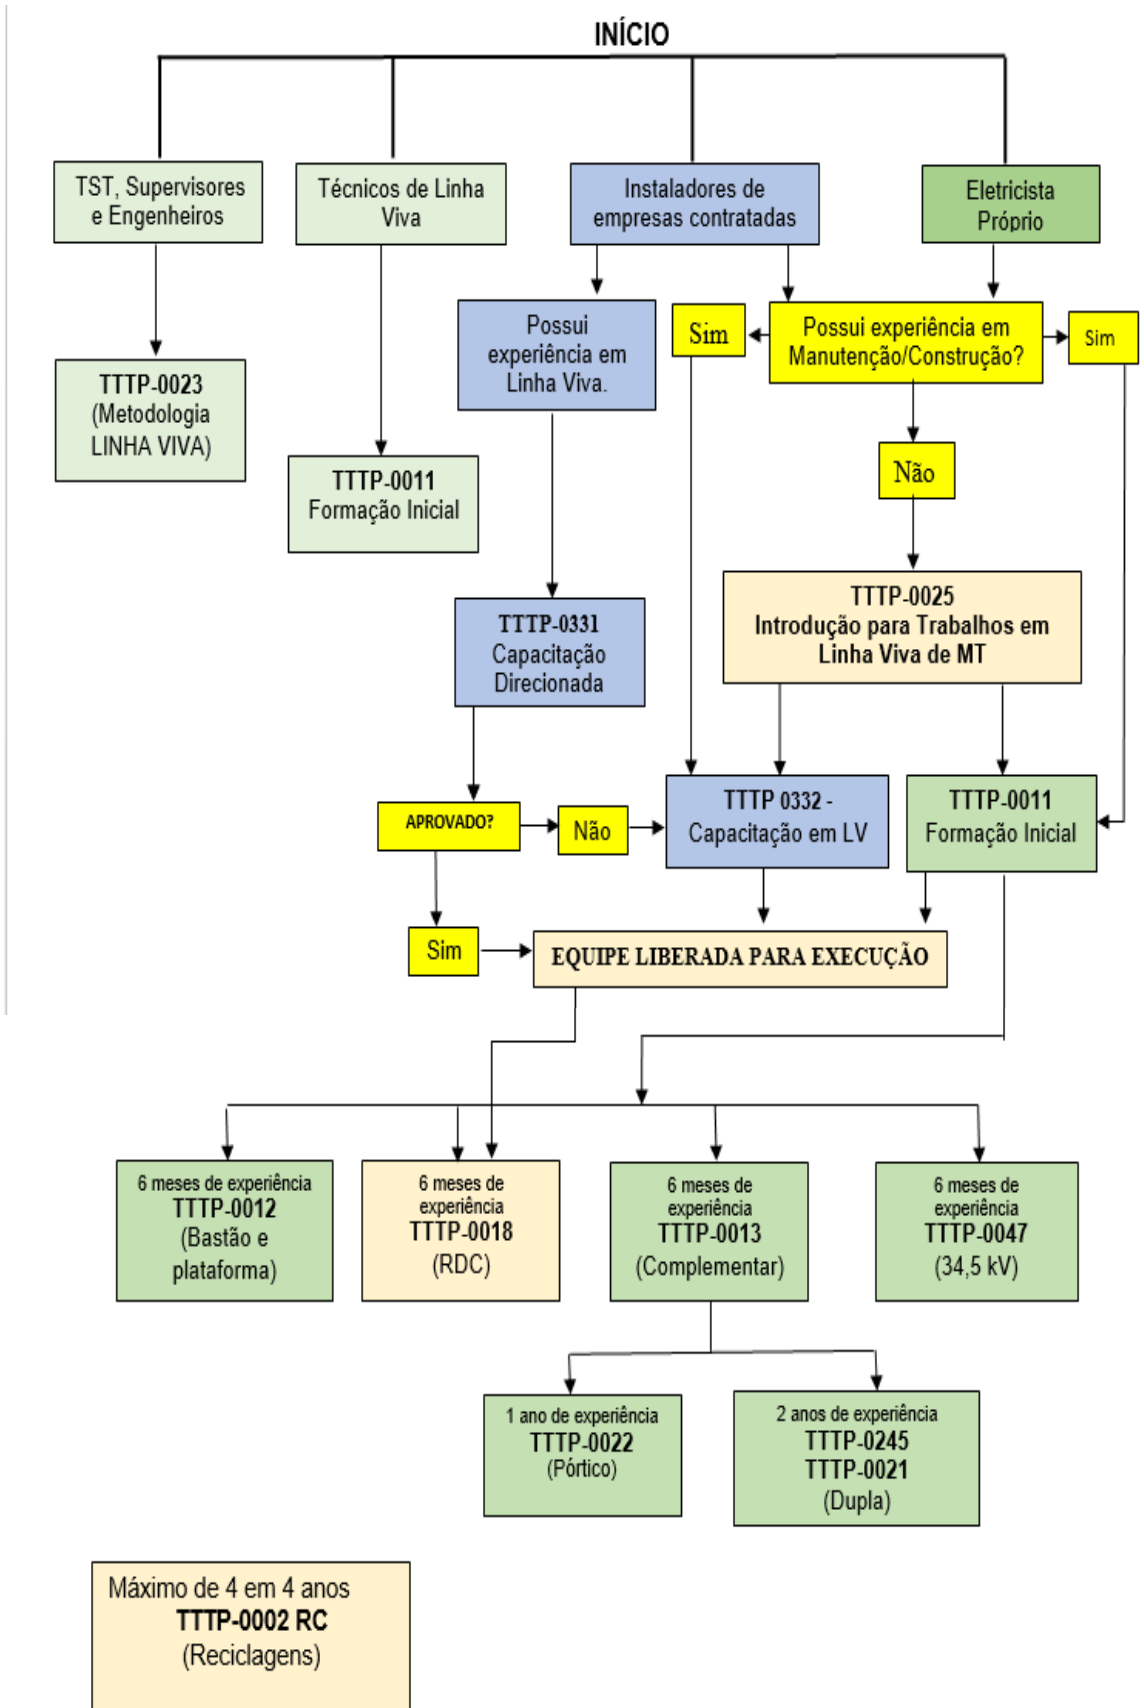 INÍCIO
TST, Supervisores
e Engenheiros
Técnicos de Linha
Viva
Instaladores de
empresas contratadas
Eletricista
Próprio
Possui
experiência em
Linha Viva.
Sim
Possui experiência em
Manutenção/Construção?
Sim
TTTP-0023
(Metodologia
LINHA VIVA)
TTTP-0011
Formação Inicial
Não
TTTP-0025
Introdução para Trabalhos em
Linha Viva de MT
TTTP-0331
Capacitação
Direcionada
APROVADO?
Não
TTTP 0332 -
Capacitação em LV
TTTP-0011
Formação Inicial
Sim
EQUIPE LIBERADA PARA EXECUÇÃO
6 meses de experiência
TTTP-0012
(Bastão e
plataforma)
6 meses de
experiência
TTTP-0018
(RDC)
6 meses de
experiência
TTTP-0013
(Complementar)
6 meses de
experiência
TTTP-0047
(34,5 kV)
1 ano de experiência
TTTP-0022
(Pórtico)
2 anos de experiência
TTTP-0245
TTTP-0021
(Dupla)
Máximo de 4 em 4 anos
TTTP-0002 RC
(Reciclagens)